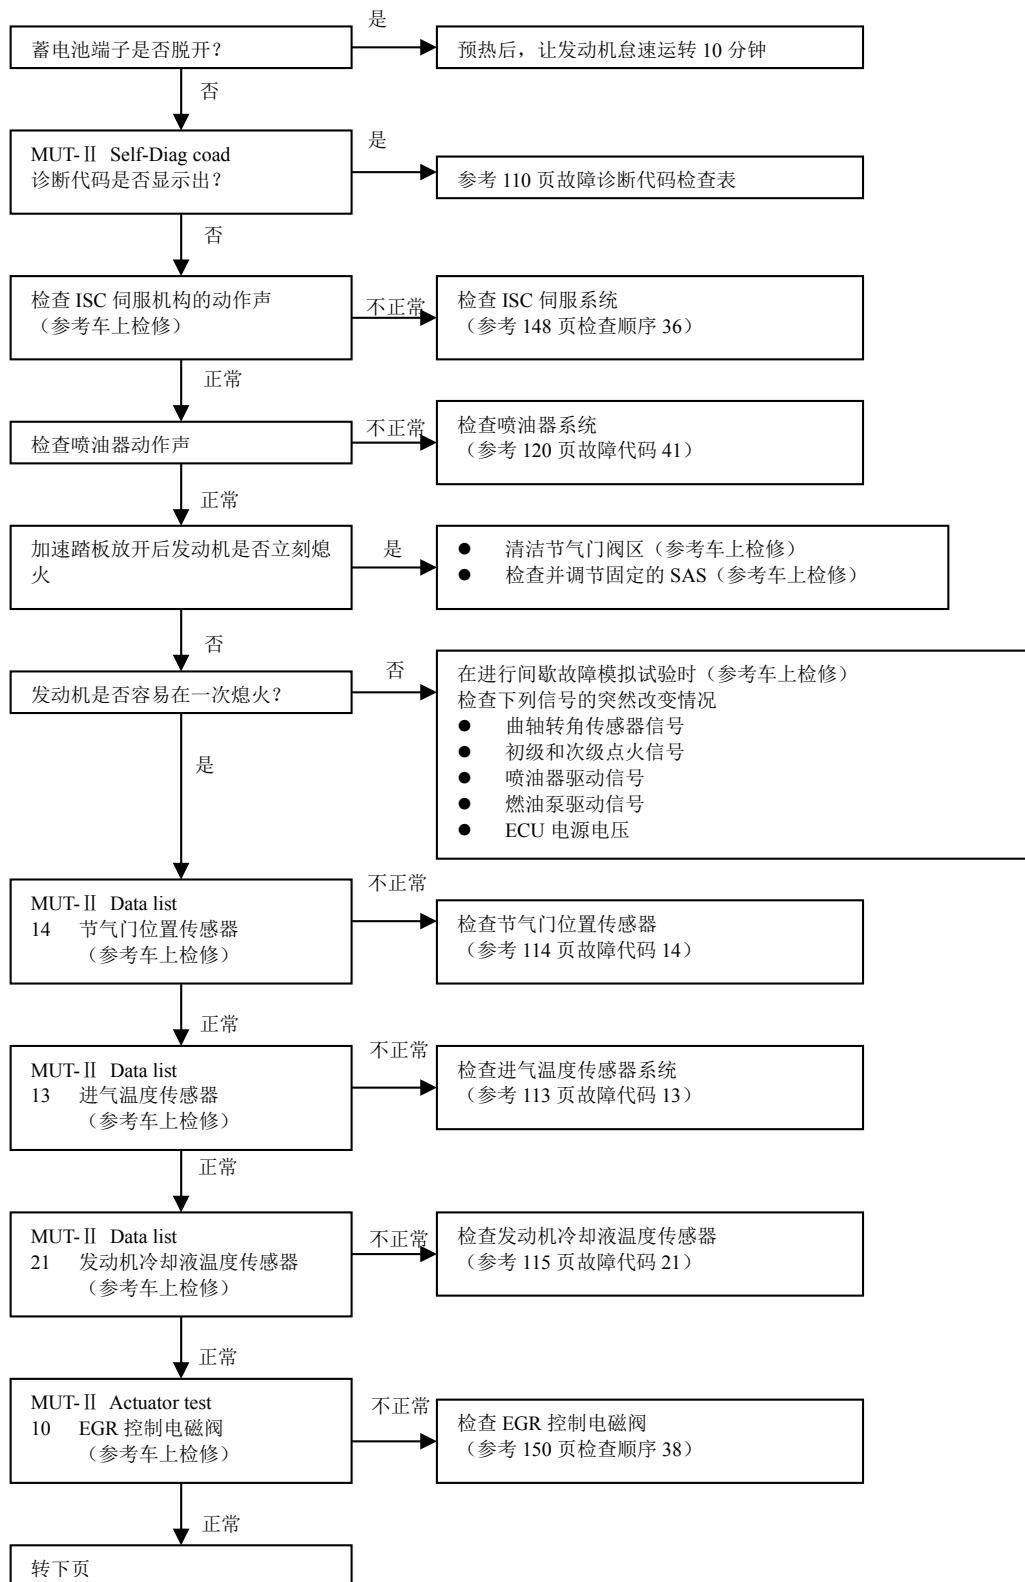 是
蓄电池端子是否脱开？
预热后，让发动机怠速运转 10 分钟
否
MUT-Ⅱ Self-Diag coad
诊断代码是否显示出？
是
参考 110 页故障诊断代码检查表
否
检查 ISC 伺服机构的动作声
（参考车上检修）
不正常
检查 ISC 伺服系统
（参考 148 页检查顺序 36）
正常
检查喷油器动作声
不正常
检查喷油器系统
（参考 120 页故障代码 41）
正常
加速踏板放开后发动机是否立刻熄
火
是
● 清洁节气门阀区（参考车上检修）
● 检查并调节固定的 SAS（参考车上检修）
否
发动机是否容易在一次熄火？
否
在进行间歇故障模拟试验时（参考车上检修）
检查下列信号的突然改变情况
● 曲轴转角传感器信号
● 初级和次级点火信号
● 喷油器驱动信号
● 燃油泵驱动信号
● ECU 电源电压
是
MUT-Ⅱ Data list
14 节气门位置传感器
（参考车上检修）
不正常
检查节气门位置传感器
（参考 114 页故障代码 14）
正常
MUT-Ⅱ Data list
13 进气温度传感器
（参考车上检修）
不正常
检查进气温度传感器系统
（参考 113 页故障代码 13）
正常
MUT-Ⅱ Data list
21 发动机冷却液温度传感器
（参考车上检修）
不正常
检查发动机冷却液温度传感器
（参考 115 页故障代码 21）
正常
MUT-Ⅱ Actuator test
10 EGR 控制电磁阀
（参考车上检修）
不正常
检查 EGR 控制电磁阀
（参考 150 页检查顺序 38）
正常
转下页